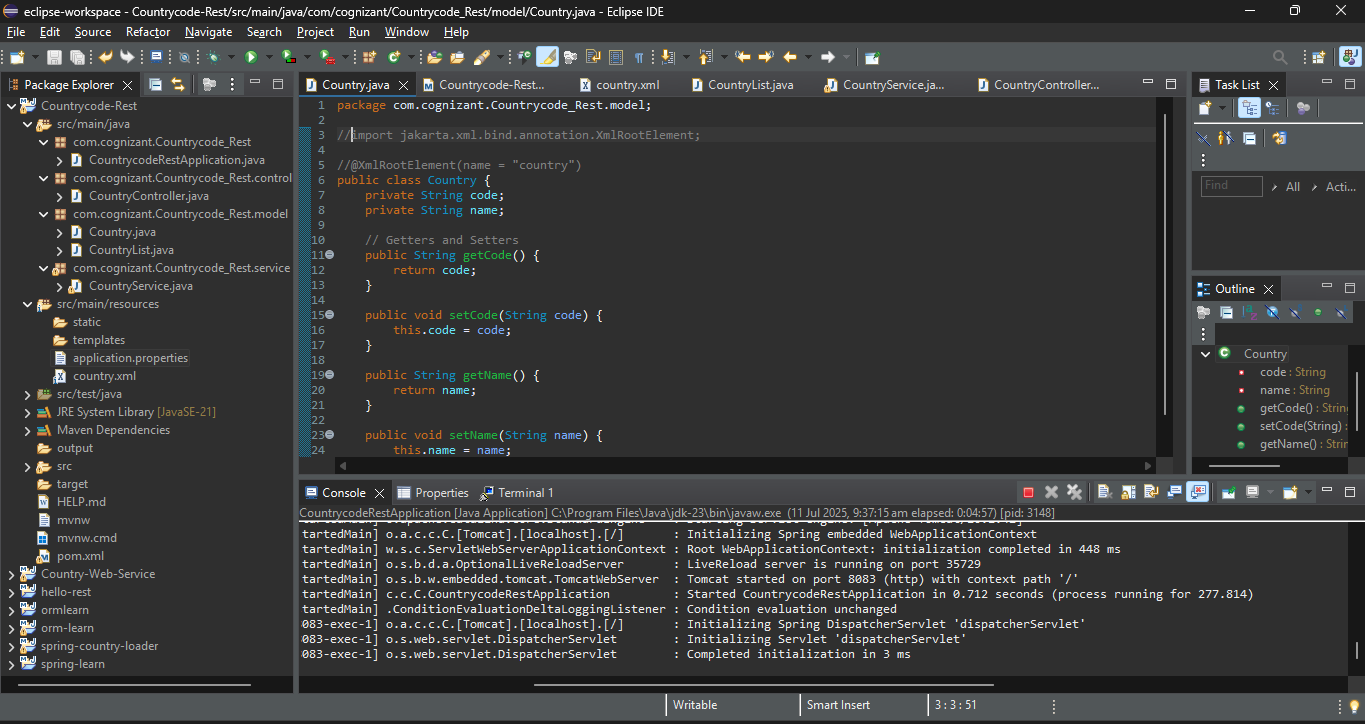 eclipse-workspace - Countrycode-Rest/src/main/java/com/cognizant/Countrycode_Rest/model/Country.java - Eclipse IDE
File Edit Source Refactor Navigate Search Project Run Window Help
Package Explorer
Countrycode-Rest
src/main/java
com.cognizant.Countrycode_Rest
CountrycodeRestApplication.java
com.cognizant.Countrycode_Rest.control
CountryController.java
com.cognizant.Countrycode_Rest.model
Country.java
CountryList.java
com.cognizant.Countrycode_Rest.service
CountryService.java
src/main/resources
static
templates
application.properties
country.xml
src/test/java
JRE System Library [JavaSE-21]
Maven Dependencies
output
src
target
HELP.md
mvnw
mvnw.cmd
pom.xml
Country-Web-Service
hello-rest
ormlearn
orm-learn
spring-country-loader
spring-learn
Country.java Countrycode-Rest... country.xml CountryList.java CountryService.ja... CountryController...
1 package com.cognizant.Countrycode_Rest.model;
2
3 //import jakarta.xml.bind.annotation.XmlRootElement;
4
5 //@XmlRootElement(name = "country")
6 public class Country {
7 private String code;
8 private String name;
9
10 // Getters and Setters
11 public String getCode() {
12 return code;
13 }
14
15 public void setCode(String code) {
16 this.code = code;
17 }
18
19 public String getName() {
20 return name;
21 }
22
23 public void setName(String name) {
24 this.name = name;
Task List
Find All Acti...
Outline
Country
code : String
name : String
getCode() : Strin
setCode(String) :
getName() : Strir
Console Properties Terminal 1
CountrycodeRestApplication [Java Application] C:\Program Files\Java\jdk-23\bin\javaw.exe (11 Jul 2025, 9:37:15 am elapsed: 0:04:57) [pid: 3148]
tartedMain] o.a.c.c.C.[Tomcat].[localhost].[/] : Initializing Spring embedded WebApplicationContext
tartedMain] w.s.c.ServletWebServerApplicationContext : Root WebApplicationContext: initialization completed in 448 ms
tartedMain] o.s.b.d.a.OptionalLiveReloadServer : LiveReload server is running on port 35729
tartedMain] o.s.b.w.embedded.tomcat.TomcatWebServer : Tomcat started on port 8083 (http) with context path '/'
tartedMain] c.c.C.CountrycodeRestApplication : Started CountrycodeRestApplication in 0.712 seconds (process running for 277.814)
tartedMain] .ConditionEvaluationDeltaLoggingListener : Condition evaluation unchanged
083-exec-1] o.a.c.c.C.[Tomcat].[localhost].[/] : Initializing Spring DispatcherServlet 'dispatcherServlet'
083-exec-1] o.s.web.servlet.DispatcherServlet : Initializing Servlet 'dispatcherServlet'
083-exec-1] o.s.web.servlet.DispatcherServlet : Completed initialization in 3 ms
Writable Smart Insert 3 : 3 : 51